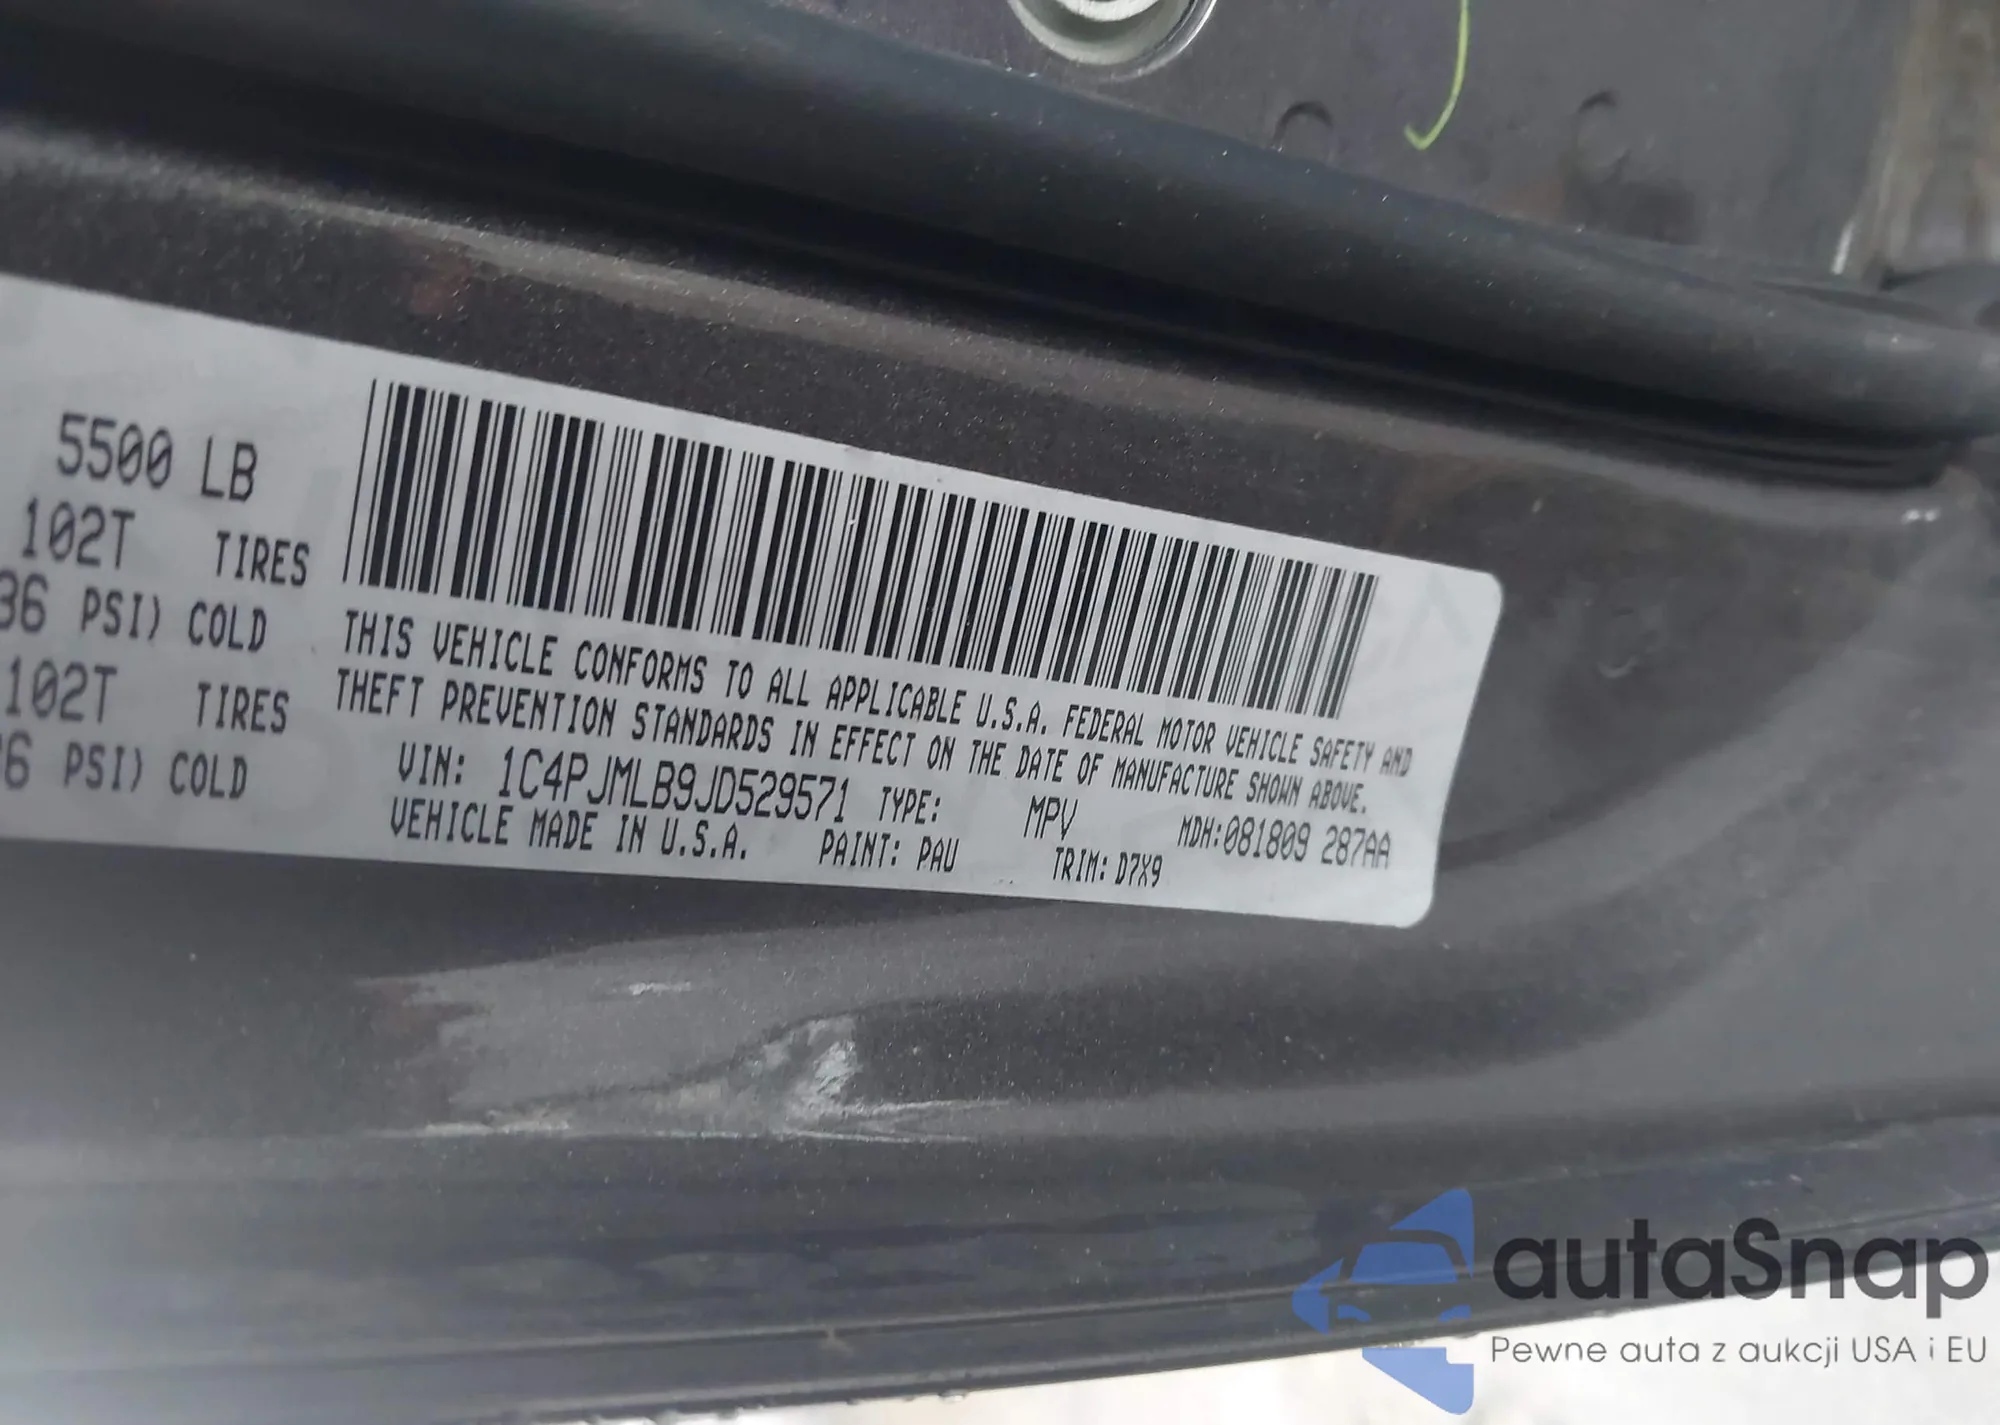 5500 LB
102T TIRES
36 PSI) COLD
102T TIRES
36 PSI) COLD
THIS VEHICLE CONFORMS TO ALL APPLICABLE U.S.A. FEDERAL MOTOR VEHICLE SAFETY AND
THEFT PREVENTION STANDARDS IN EFFECT ON THE DATE OF MANUFACTURE SHOWN ABOVE.
VIN: 1C4PJMLB9JD529571 TYPE: MPV MDH:081809 287AA
VEHICLE MADE IN U.S.A. PAINT: PAU TRIM: D7X9
autaSnap
Pewne auta z aukcji USA i EU